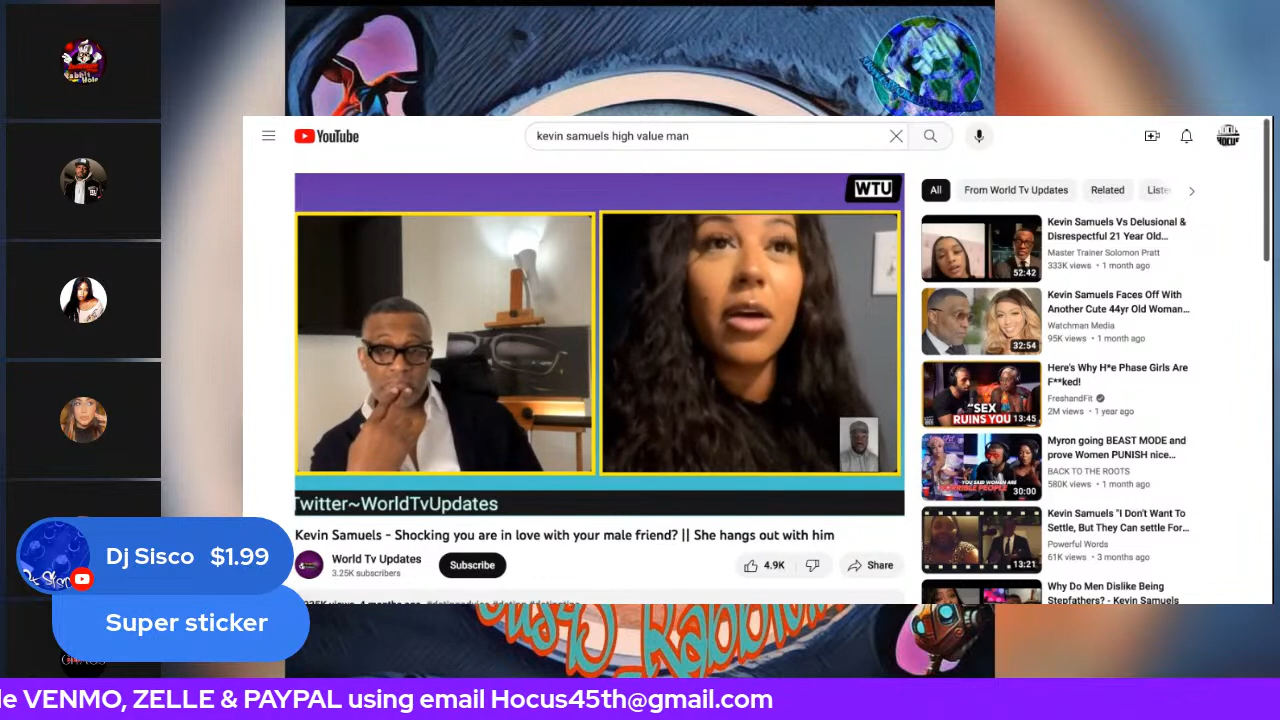 Rabbit Hole
YouTube
kevin samuels high value man
WTU
All
From World Tv Updates
Related
Twitter~WorldTvUpdates
Kevin Samuels - Shocking you are in love with your male friend? || She hangs out with him
World Tv Updates
3.25K subscribers
Subscribe
4.9K
Share
Kevin Samuels Vs Delusional &
Disrespectful 21 Year Old...
Master Trainer Solomon Pratt
333K views • 1 month ago
52:42
Kevin Samuels Faces Off With
Another Cute 44yr Old Woman...
Watchman Media
95K views • 1 month ago
32:54
Here's Why H*e Phase Girls Are
F**ked!
FreshandFit
2M views • 1 year ago
"SEX
RUINS YOU
13:45
Myron going BEAST MODE and
prove Women PUNISH nice...
BACK TO THE ROOTS
580K views • 1 month ago
30:00
Kevin Samuels "I Don't Want To
Settle, But They Can settle For...
Powerful Words
61K views • 3 months ago
13:21
Why Do Men Dislike Being
Stepfathers? - Kevin Samuels
Dj Sisco $1.99
Super sticker
le VENMO, ZELLE & PAYPAL using email Hocus45th@gmail.com